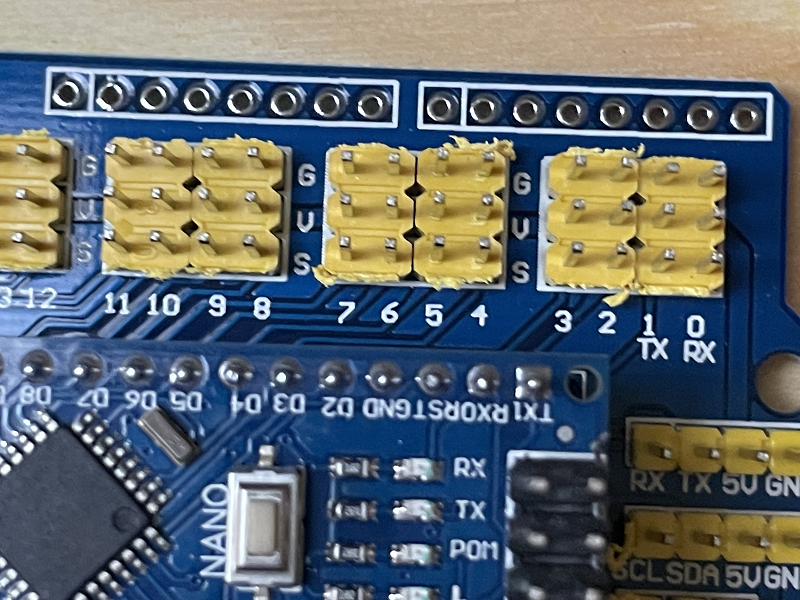 G G G
V V V
S S S
3 12 11 10 9 8 7 6 5 4 3 2 1 0
TX RX
D8 D7 D6 D5 D4 D3 D2 GND RST RX0 TX1
RX
TX
POM
L
NANO
RX TX 5V GN
SCL SDA 5V GN